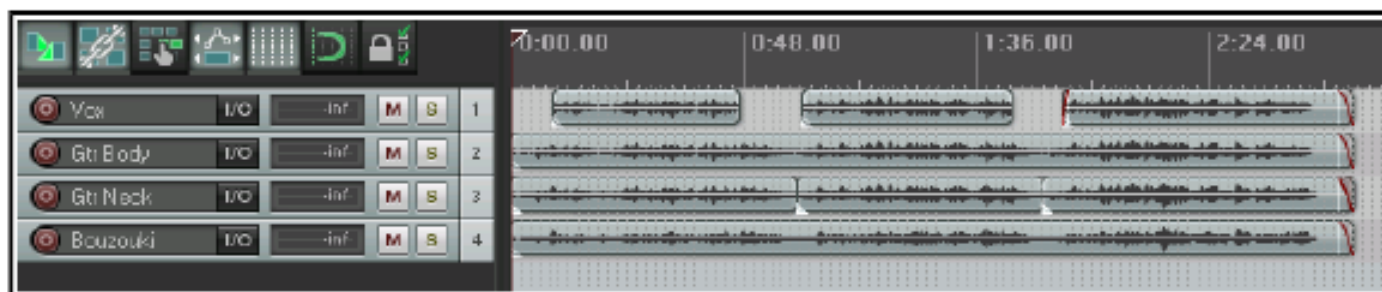 0:00.00 0:48.00 1:36.00 2:24.00
Vox I/O -inf M S 1
Gtr Body I/O -inf M S 2
Gtr Neck I/O -inf M S 3
Bouzouki I/O -inf M S 4